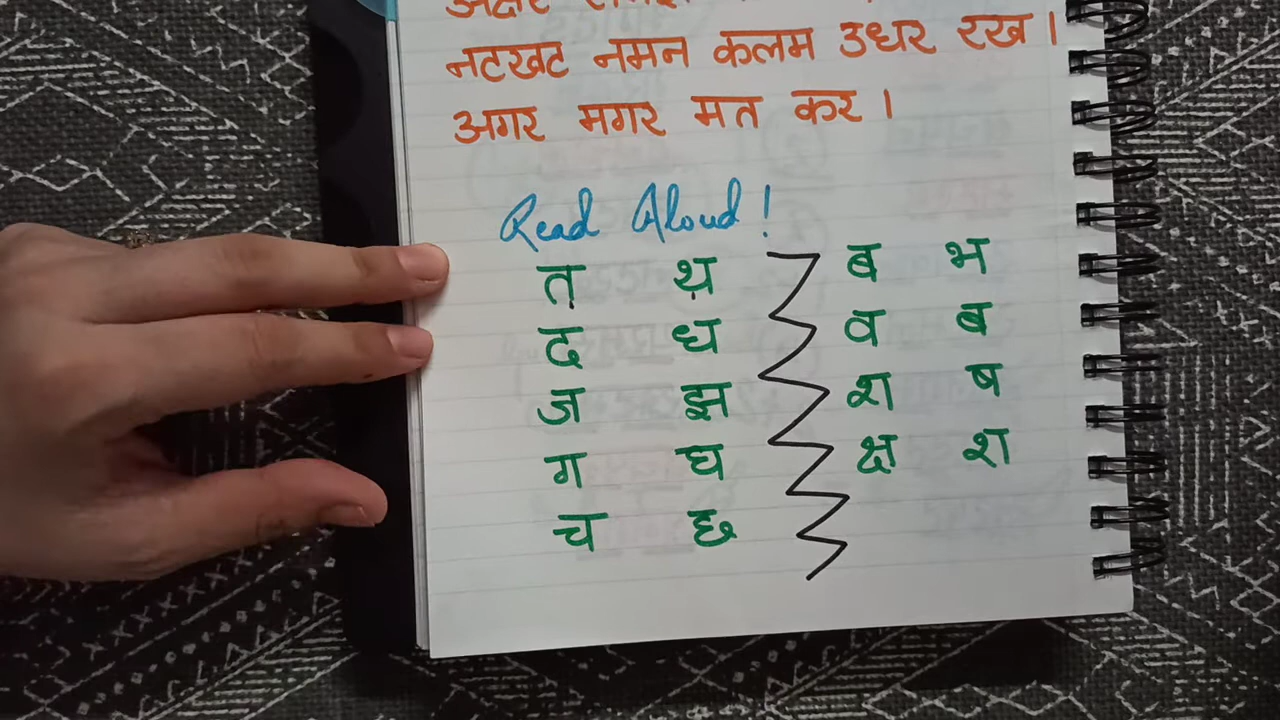 नटखट नमन कलम उधर रख।
अगर मगर मत कर।
Read Aloud!
त थ ब भ
द ध व ब
ज झ श ष
ग घ क्ष श
च छ